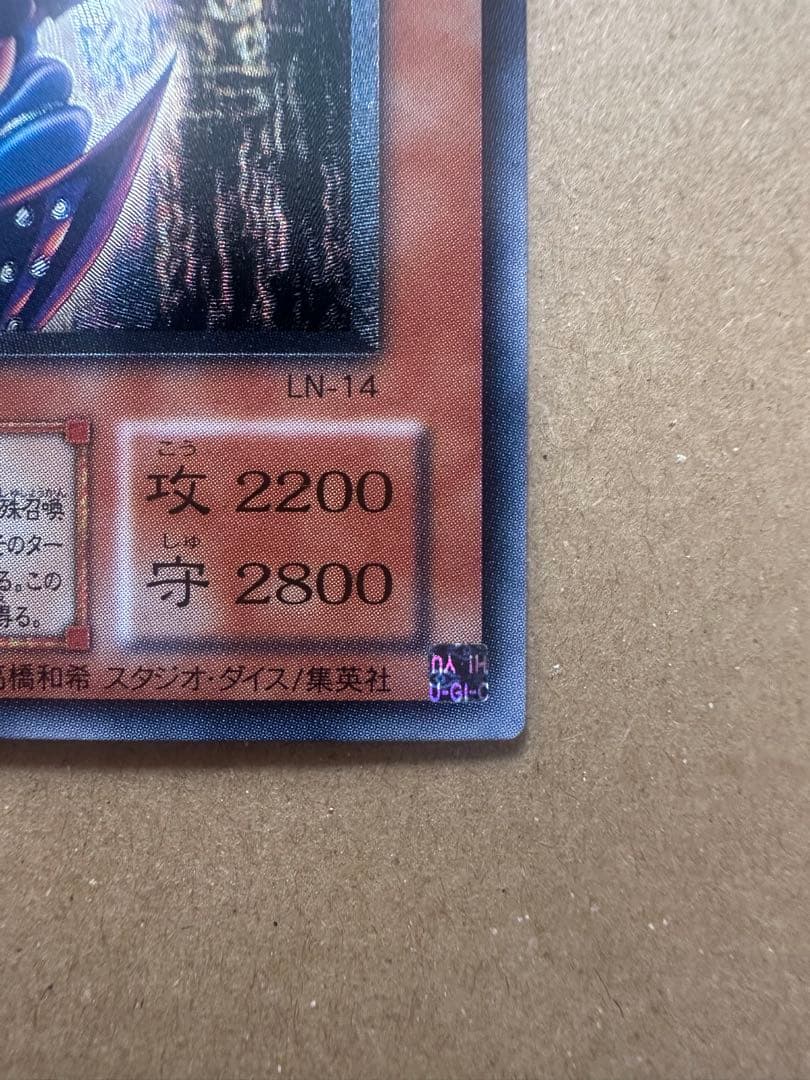 LN-14
こう
攻 2200
しゅ
守 2800
殊召喚
そのター
る。この
得る。
高橋和希 スタジオ・ダイス/集英社
U-GI-O